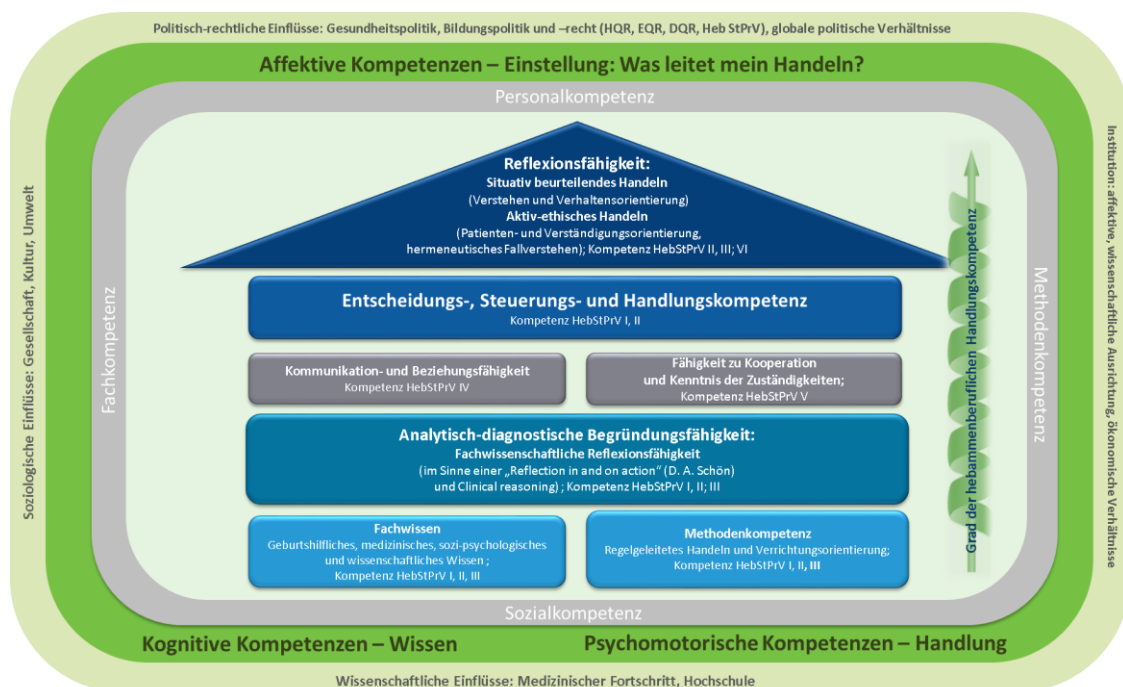 Politisch-rechtliche Einflüsse: Gesundheitspolitik, Bildungspolitik und –recht (HQR, EQR, DQR, Heb StPrV), globale politische Verhältnisse
Affektive Kompetenzen – Einstellung: Was leitet mein Handeln?
Personalkompetenz
Soziologische Einflüsse: Gesellschaft, Kultur, Umwelt
Fachkompetenz
Reflexionsfähigkeit:
Situativ beurteilendes Handeln
(Verstehen und Verhaltensorientierung)
Aktiv-ethisches Handeln
(Patienten- und Verständigungsorientierung,
hermeneutisches Fallverstehen); Kompetenz HebStPrV II, III; VI
Entscheidungs-, Steuerungs- und Handlungskompetenz
Kompetenz HebStPrV I, II
Kommunikation- und Beziehungsfähigkeit
Kompetenz HebStPrV IV
Fähigkeit zu Kooperation
und Kenntnis der Zuständigkeiten;
Kompetenz HebStPrV V
Analytisch-diagnostische Begründungsfähigkeit:
Fachwissenschaftliche Reflexionsfähigkeit
(im Sinne einer „Reflection in and on action“ (D. A. Schön)
und Clinical reasoning) ; Kompetenz HebStPrV I, II; III
Fachwissen
Geburtshilfliches, medizinisches, sozi-psychologisches
und wissenschaftliches Wissen ;
Kompetenz HebStPrV I, II, III
Methodenkompetenz
Regelgeleitetes Handeln und Verrichtungsorientierung;
Kompetenz HebStPrV I, II, III
Grad der hebammenberuflichen Handlungskompetenz
Methodenkompetenz
Institution: affektive, wissenschaftliche Ausrichtung, ökonomische Verhältnisse
Sozialkompetenz
Kognitive Kompetenzen – Wissen
Psychomotorische Kompetenzen – Handlung
Wissenschaftliche Einflüsse: Medizinischer Fortschritt, Hochschule